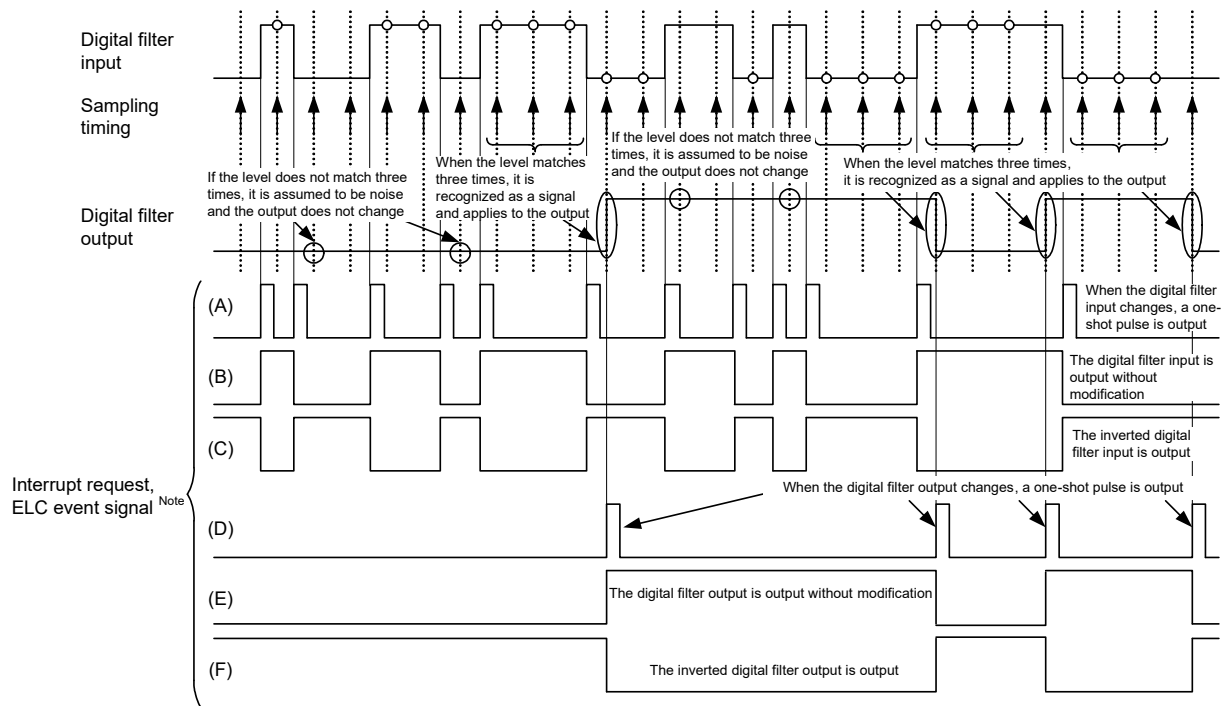 Digital filter
input
Sampling
timing
If the level does not match three
times, it is assumed to be noise
and the output does not change
When the level matches
three times, it is
recognized as a signal
and applies to the output
If the level does not match three
times, it is assumed to be noise
and the output does not change
When the level matches three times,
it is recognized as a signal and applies to the output
Digital filter
output
(A)
When the digital filter
input changes, a one-
shot pulse is output
(B)
The digital filter input is
output without
modification
(C)
The inverted digital
filter input is output
Interrupt request,
ELC event signal Note
When the digital filter output changes, a one-shot pulse is output
(D)
(E)
The digital filter output is output without modification
(F)
The inverted digital filter output is output